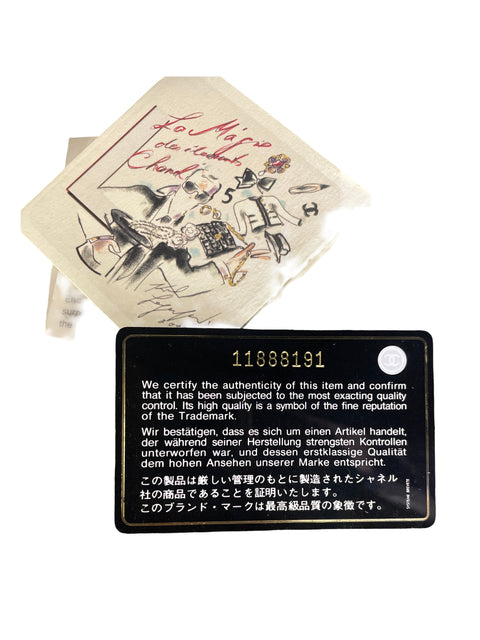 La Magie
des
Chanel
5
the
11888191
We certify the authenticity of this item and confirm
that it has been subjected to the most exacting quality
control. Its high quality is a symbol of the fine reputation
of the Trademark.
Wir bestätigen, dass es sich um einen Artikel handelt,
der während seiner Herstellung strengsten Kontrollen
unterworfen war, und dessen erstklassige Qualität
dem hohen Ansehen unserer Marke entspricht.
この製品は厳しい管理のもとに製造されたシャネル
社の商品であることを証明いたします。
このブランド・マークは最高級品質の象徴です。